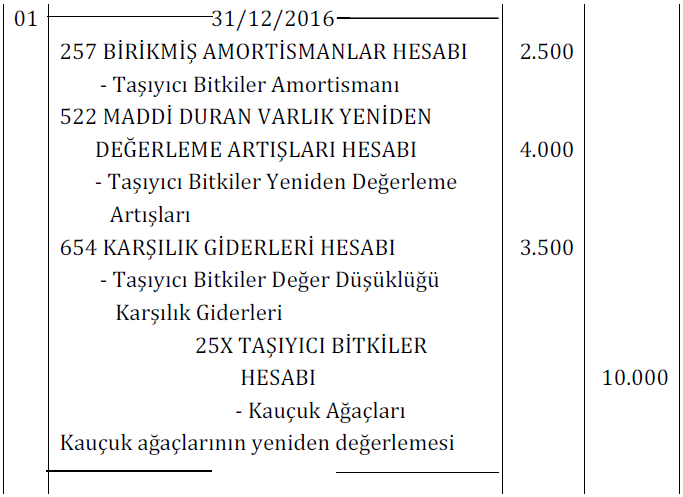 01 31/12/2016
257 BİRİKMİŞ AMORTİSMANLAR HESABI 2.500
- Taşıyıcı Bitkiler Amortismanı
522 MADDİ DURAN VARLIK YENİDEN
DEĞERLEME ARTIŞLARI HESABI 4.000
- Taşıyıcı Bitkiler Yeniden Değerleme
Artışları
654 KARŞILIK GİDERLERİ HESABI 3.500
- Taşıyıcı Bitkiler Değer Düşüklüğü
Karşılık Giderleri
25X TAŞIYICI BİTKİLER
HESABI 10.000
- Kauçuk Ağaçları
Kauçuk ağaçlarının yeniden değerlemesi